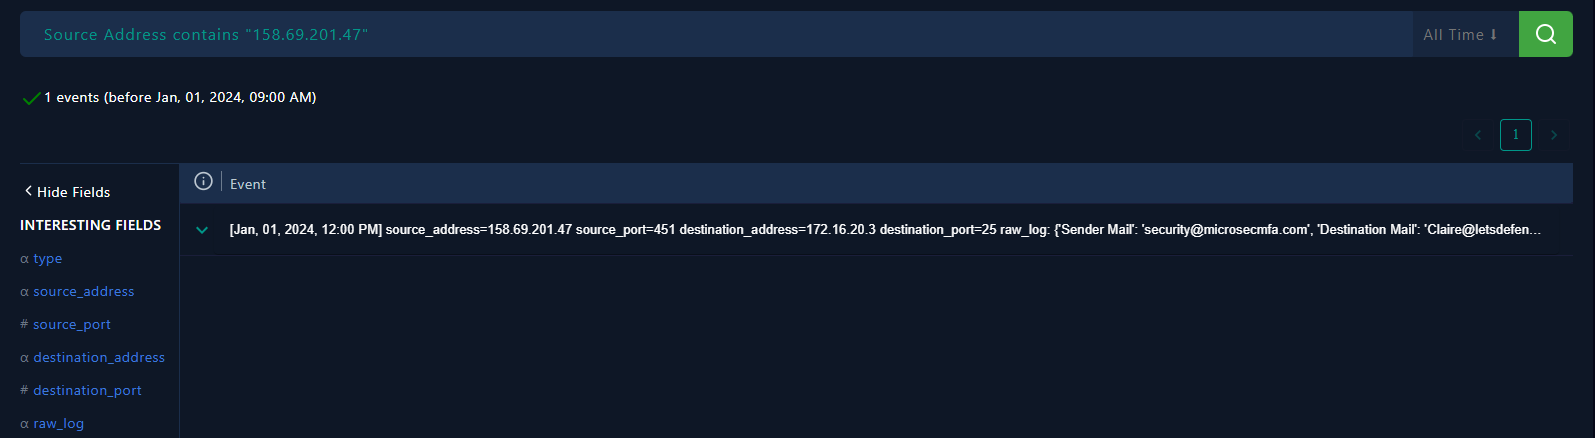 Source Address contains "158.69.201.47"
All Time
1 events (before Jan, 01, 2024, 09:00 AM)
1
Hide Fields
Event
INTERESTING FIELDS
[Jan, 01, 2024, 12:00 PM] source_address=158.69.201.47 source_port=451 destination_address=172.16.20.3 destination_port=25 raw_log: {'Sender Mail': 'security@microsecmfa.com', 'Destination Mail': 'Claire@letsdefen...
α type
α source_address
# source_port
α destination_address
# destination_port
α raw_log